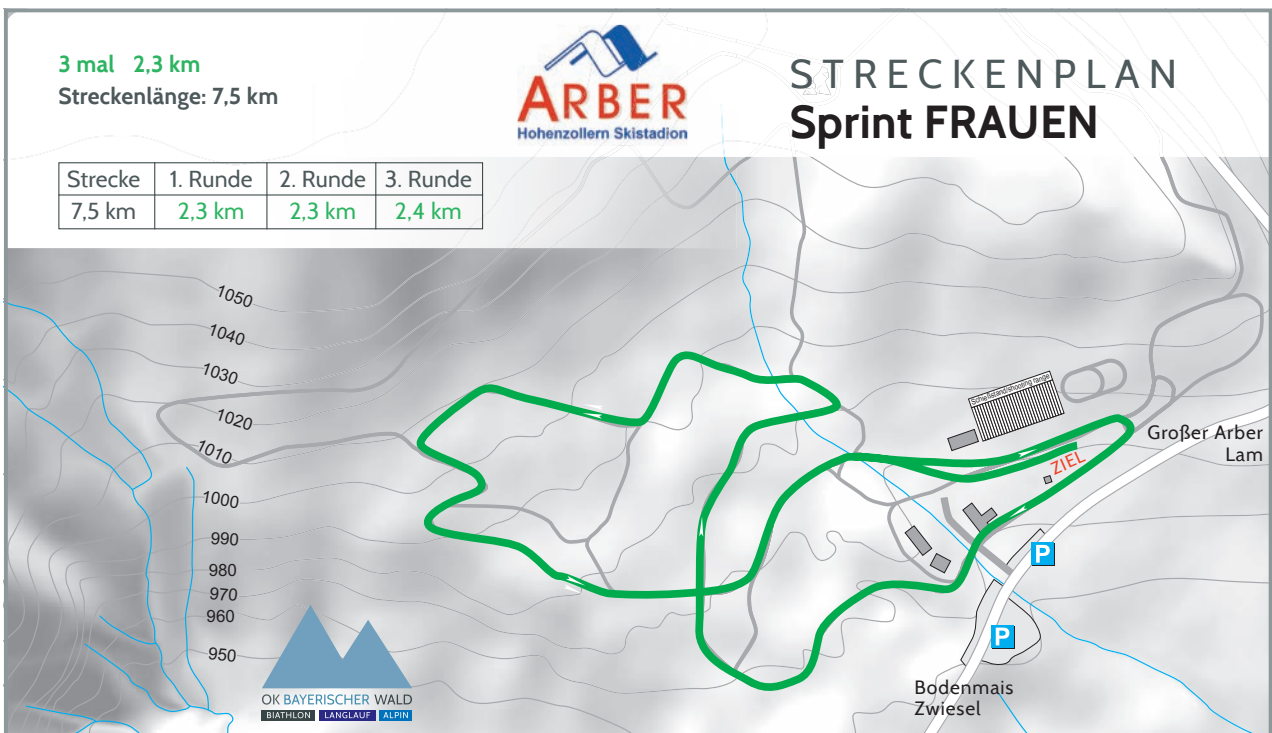 3 mal 2,3 km
Streckenlänge: 7,5 km
ARBER
Hohenzollern Skistadion
STRECKENPLAN
Sprint FRAUEN
Strecke 1. Runde 2. Runde 3. Runde
7,5 km 2,3 km 2,3 km 2,4 km
1050
1040
1030
1020
1010
1000
990
980
970
960
950
Schießstand/shooting range
ZIEL
Großer Arber
Lam
P
P
Bodenmais
Zwiesel
OK BAYERISCHER WALD
BIATHLON LANGLAUF ALPIN